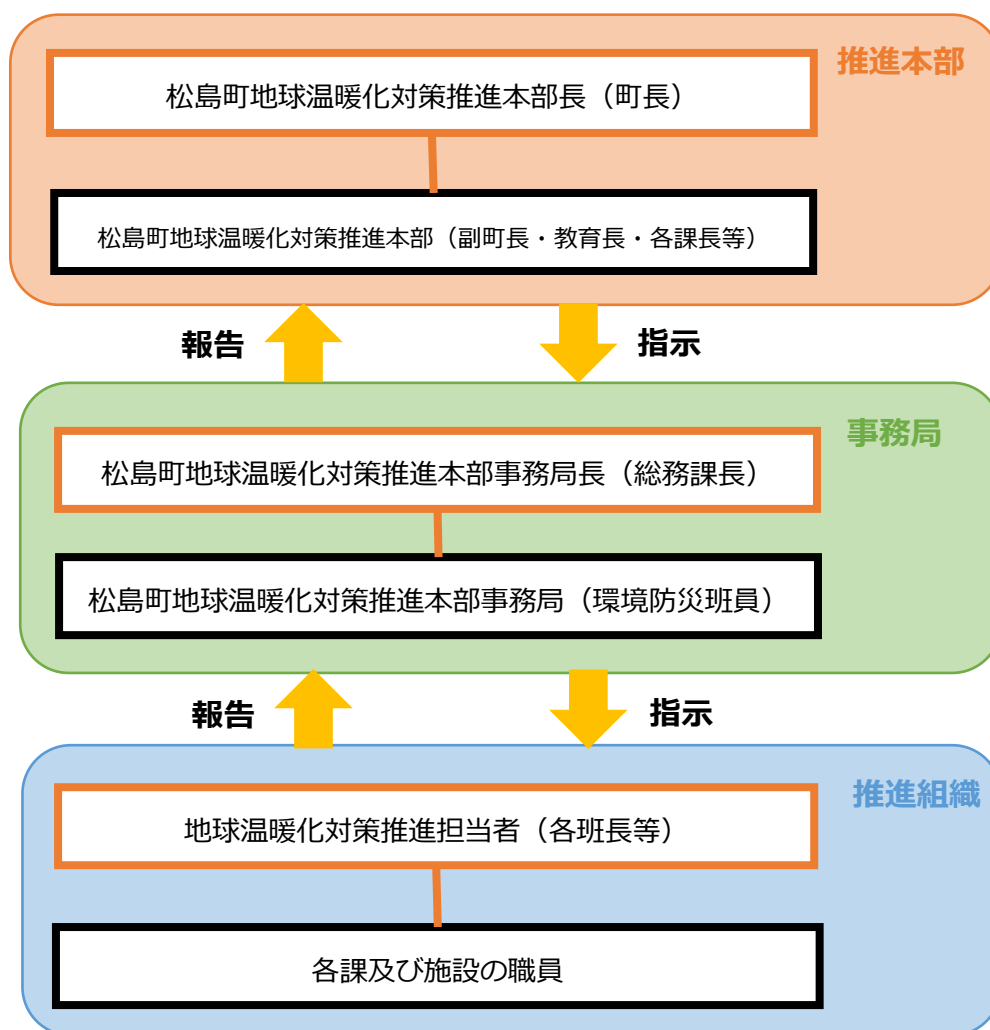 推進本部
松島町地球温暖化対策推進本部長（町長）
松島町地球温暖化対策推進本部（副町長・教育長・各課長等）
報告
指示
事務局
松島町地球温暖化対策推進本部事務局長（総務課長）
松島町地球温暖化対策推進本部事務局（環境防災班員）
報告
指示
推進組織
地球温暖化対策推進担当者（各班長等）
各課及び施設の職員